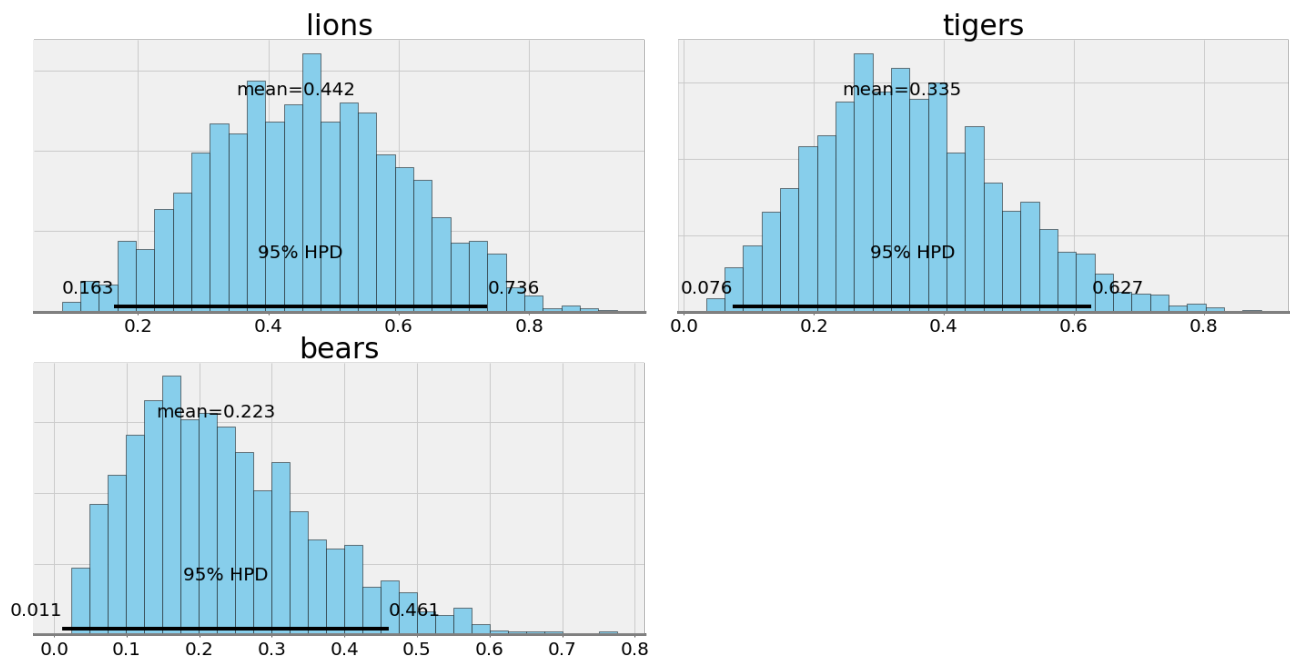 lions
mean=0.442
95% HPD
0.163 0.736
0.2 0.4 0.6 0.8
tigers
mean=0.335
95% HPD
0.076 0.627
0.0 0.2 0.4 0.6 0.8
bears
mean=0.223
95% HPD
0.011 0.461
0.0 0.1 0.2 0.3 0.4 0.5 0.6 0.7 0.8